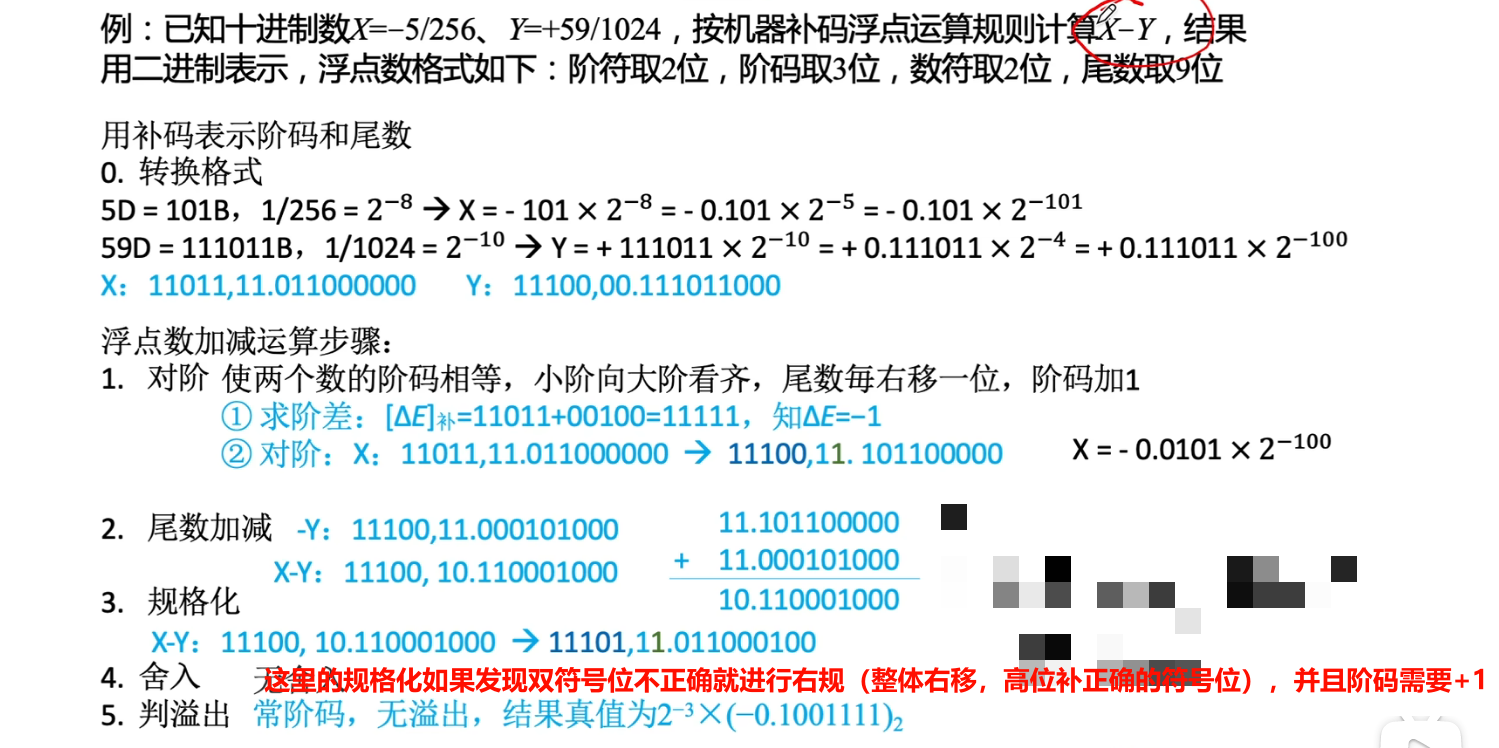 例：已知十进制数X=−5/256、Y=+59/1024，按机器补码浮点运算规则计算X−Y，结果
用二进制表示，浮点数格式如下：阶符取2位，阶码取3位，数符取2位，尾数取9位
用补码表示阶码和尾数
0. 转换格式
5D = 101B，1/256 = 2⁻⁸ → X = - 101 × 2⁻⁸ = - 0.101 × 2⁻⁵ = - 0.101 × 2⁻¹⁰¹
59D = 111011B，1/1024 = 2⁻¹⁰ → Y = + 111011 × 2⁻¹⁰ = + 0.111011 × 2⁻⁴ = + 0.111011 × 2⁻¹⁰⁰
X：11011,11.011000000 Y：11100,00.111011000
浮点数加减运算步骤：
1. 对阶 使两个数的阶码相等，小阶向大阶看齐，尾数每右移一位，阶码加1
① 求阶差：[ΔE]补=11011+00100=11111，知ΔE=−1
② 对阶：X：11011,11.011000000 → 11100,11. 101100000 X = - 0.0101 × 2⁻¹⁰⁰
2. 尾数加减 -Y：11100,11.000101000 11.101100000
+ 11.000101000
X-Y：11100, 10.110001000 10.110001000
3. 规格化
X-Y：11100, 10.110001000 → 11101,11.011000100
4. 舍入 无舍入
这里的规格化如果发现双符号位不正确就进行右规（整体右移，高位补正确的符号位），并且阶码需要+1
5. 判溢出 常阶码，无溢出，结果真值为2⁻³×(−0.1001111)₂